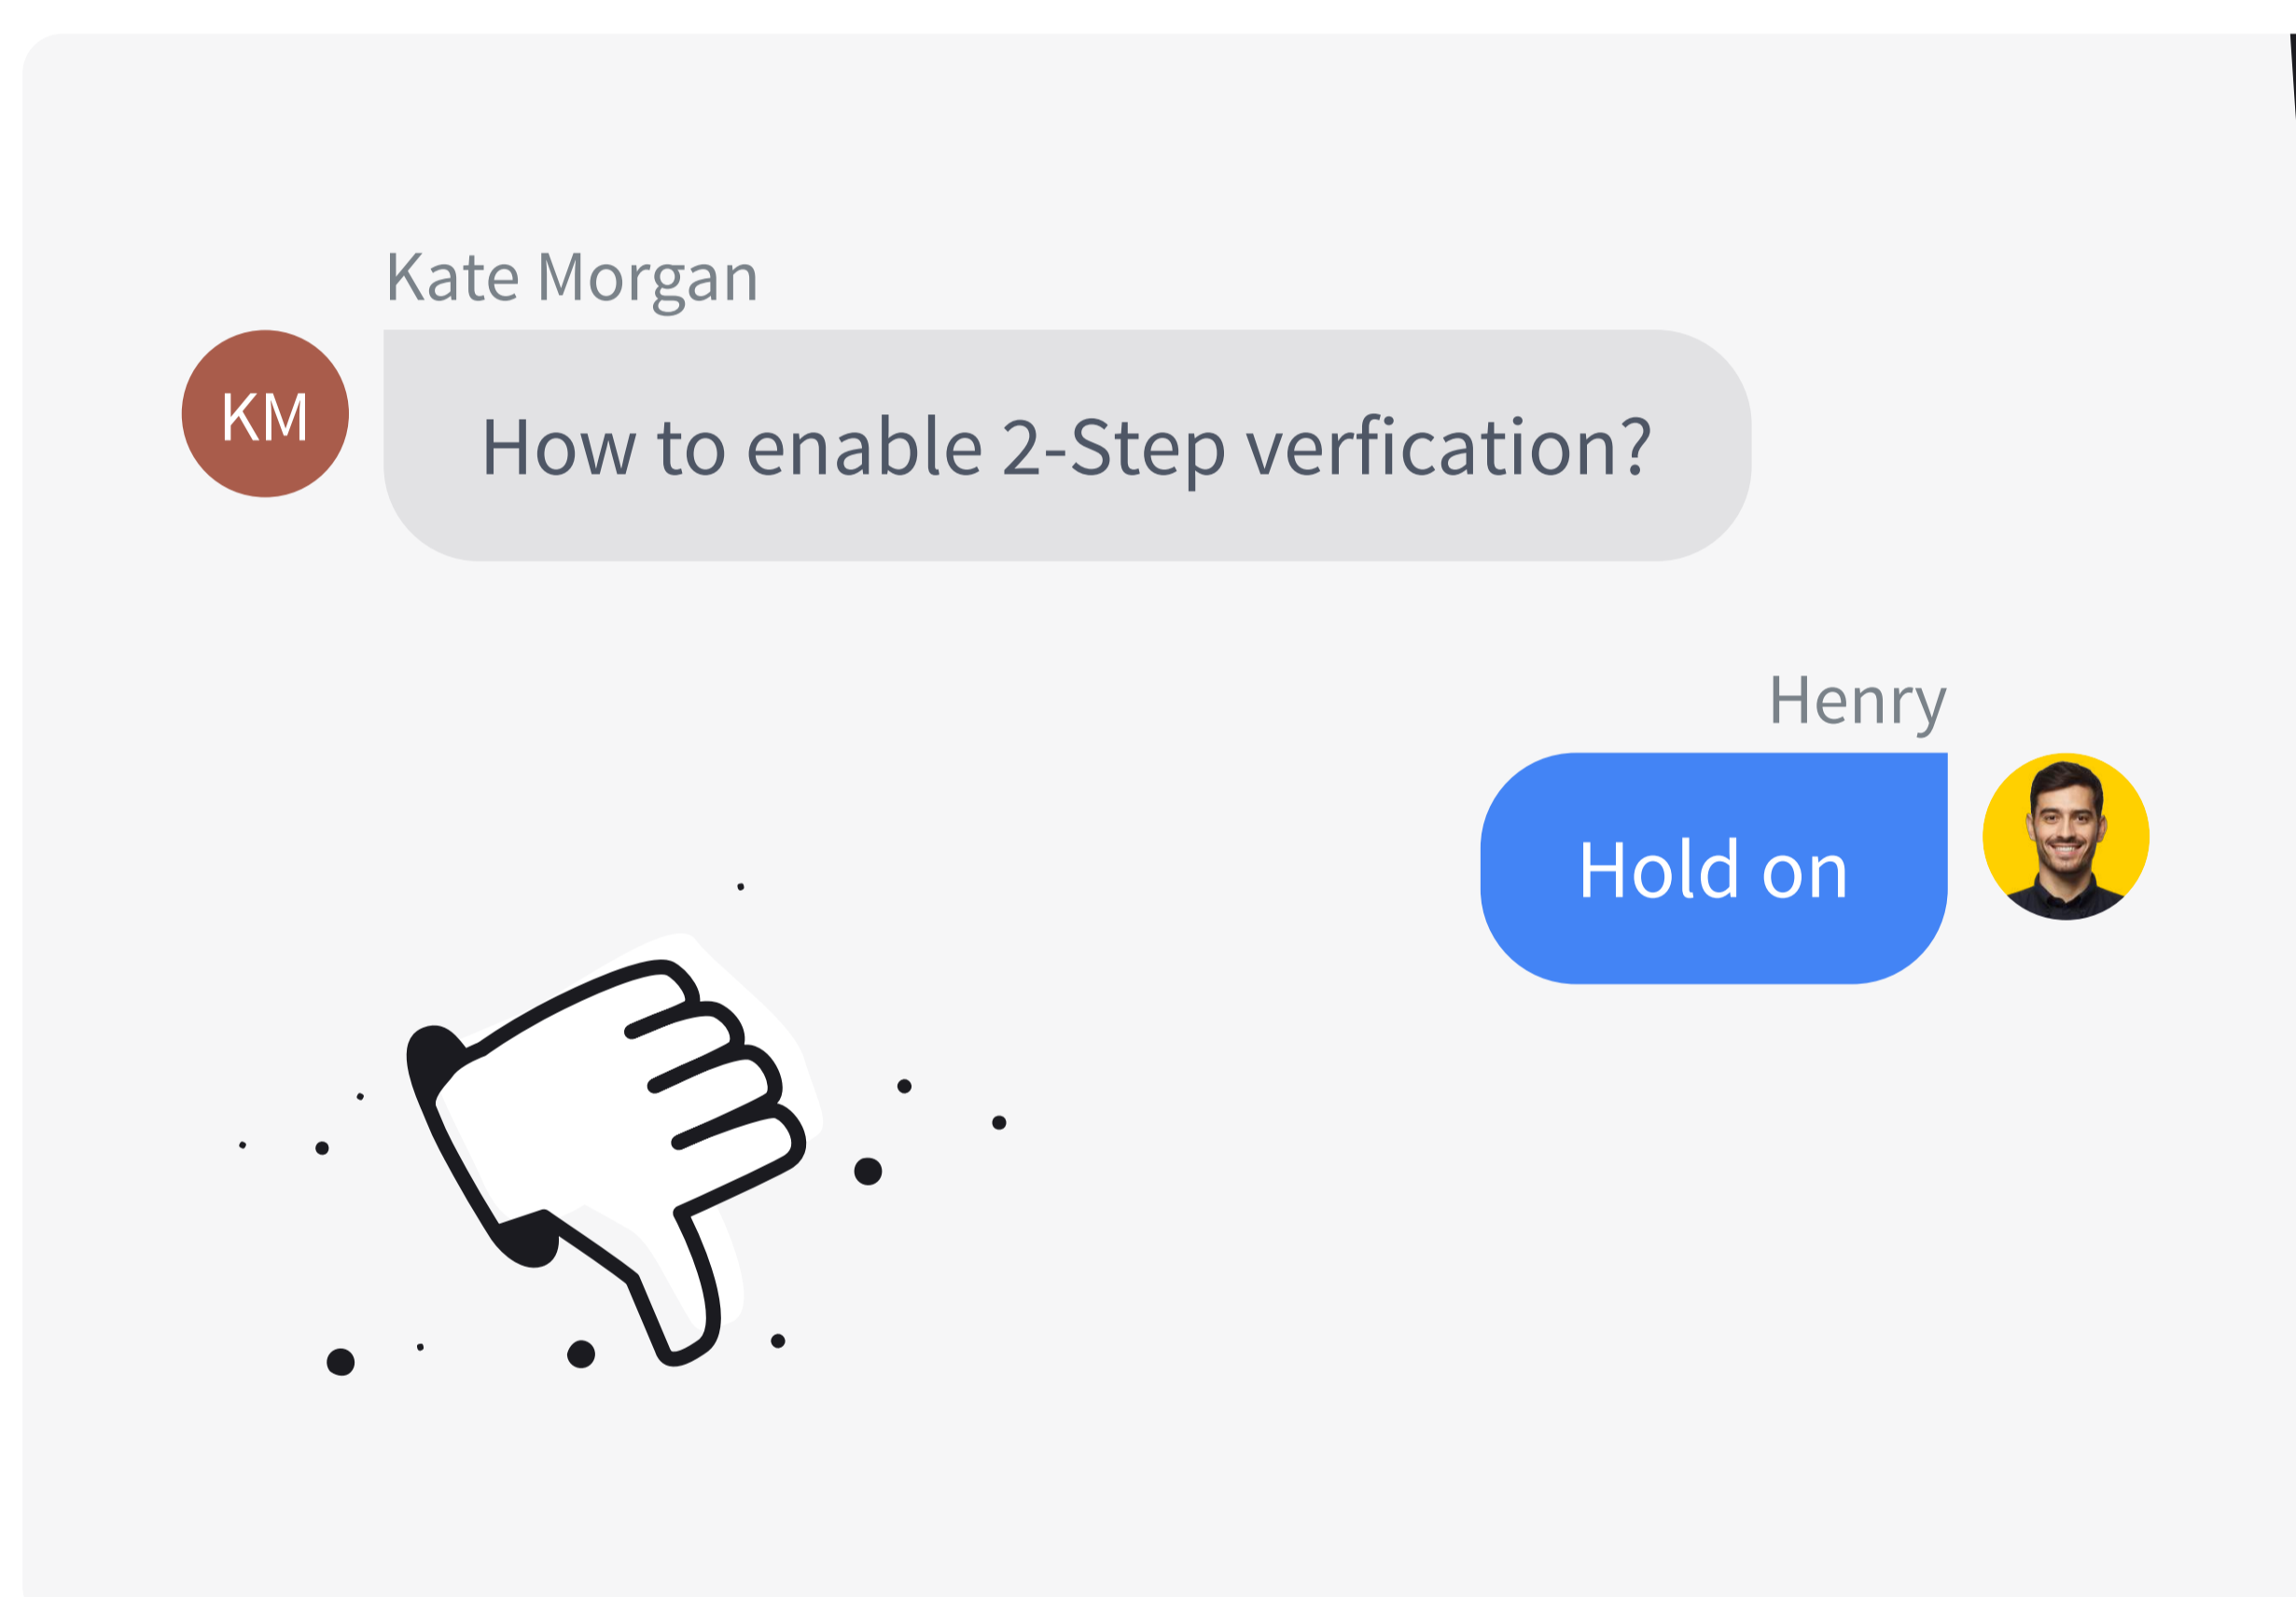 Kate Morgan
KM
How to enable 2-Step verfication?
Henry
Hold on